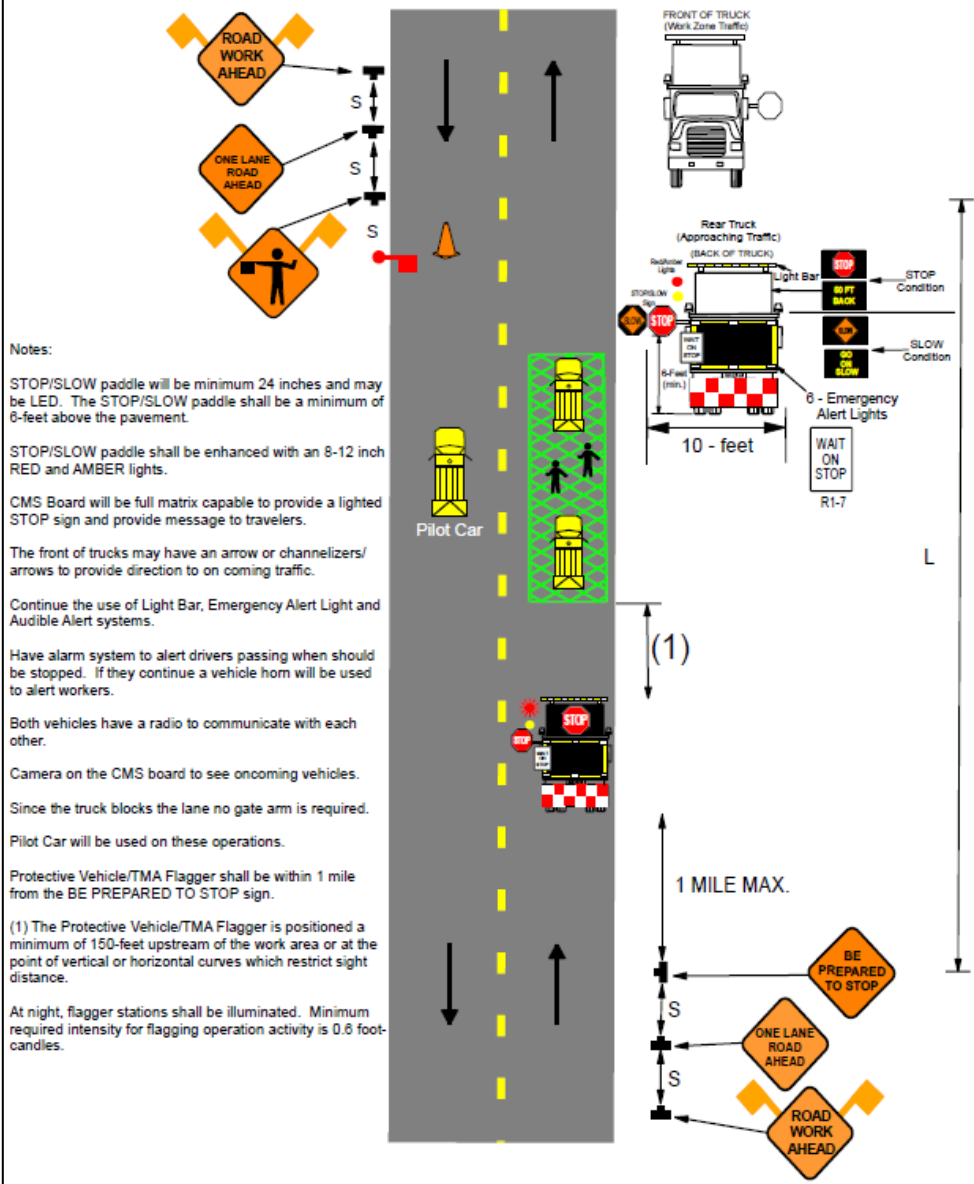 ROAD
WORK
AHEAD
S
ONE LANE
ROAD
AHEAD
S
S
FRONT OF TRUCK
(Work Zone Traffic)
Rear Truck
(Approaching Traffic)
(BACK OF TRUCK)
Red/Amber
Lights
Light Bar
STOP
60 FT
BACK
STOP
Condition
STOP/SLOW
Sign
SLOW
STOP
WAIT
ON
STOP
SLOW
GO
ON
SLOW
SLOW
Condition
6-Feet
(min.)
6 - Emergency
Alert Lights
10 - feet
WAIT
ON
STOP
R1-7
L
Notes:
STOP/SLOW paddle will be minimum 24 inches and may
be LED. The STOP/SLOW paddle shall be a minimum of
6-feet above the pavement.
STOP/SLOW paddle shall be enhanced with an 8-12 inch
RED and AMBER lights.
CMS Board will be full matrix capable to provide a lighted
STOP sign and provide message to travelers.
The front of trucks may have an arrow or channelizers/
arrows to provide direction to on coming traffic.
Continue the use of Light Bar, Emergency Alert Light and
Audible Alert systems.
Have alarm system to alert drivers passing when should
be stopped. If they continue a vehicle horn will be used
to alert workers.
Both vehicles have a radio to communicate with each
other.
Camera on the CMS board to see oncoming vehicles.
Since the truck blocks the lane no gate arm is required.
Pilot Car will be used on these operations.
Protective Vehicle/TMA Flagger shall be within 1 mile
from the BE PREPARED TO STOP sign.
(1) The Protective Vehicle/TMA Flagger is positioned a
minimum of 150-feet upstream of the work area or at the
point of vertical or horizontal curves which restrict sight
distance.
At night, flagger stations shall be illuminated. Minimum
required intensity for flagging operation activity is 0.6 foot-
candles.
Pilot Car
(1)
STOP
STOP
WAIT
ON
STOP
1 MILE MAX.
BE
PREPARED
TO STOP
S
ONE LANE
ROAD
AHEAD
S
ROAD
WORK
AHEAD